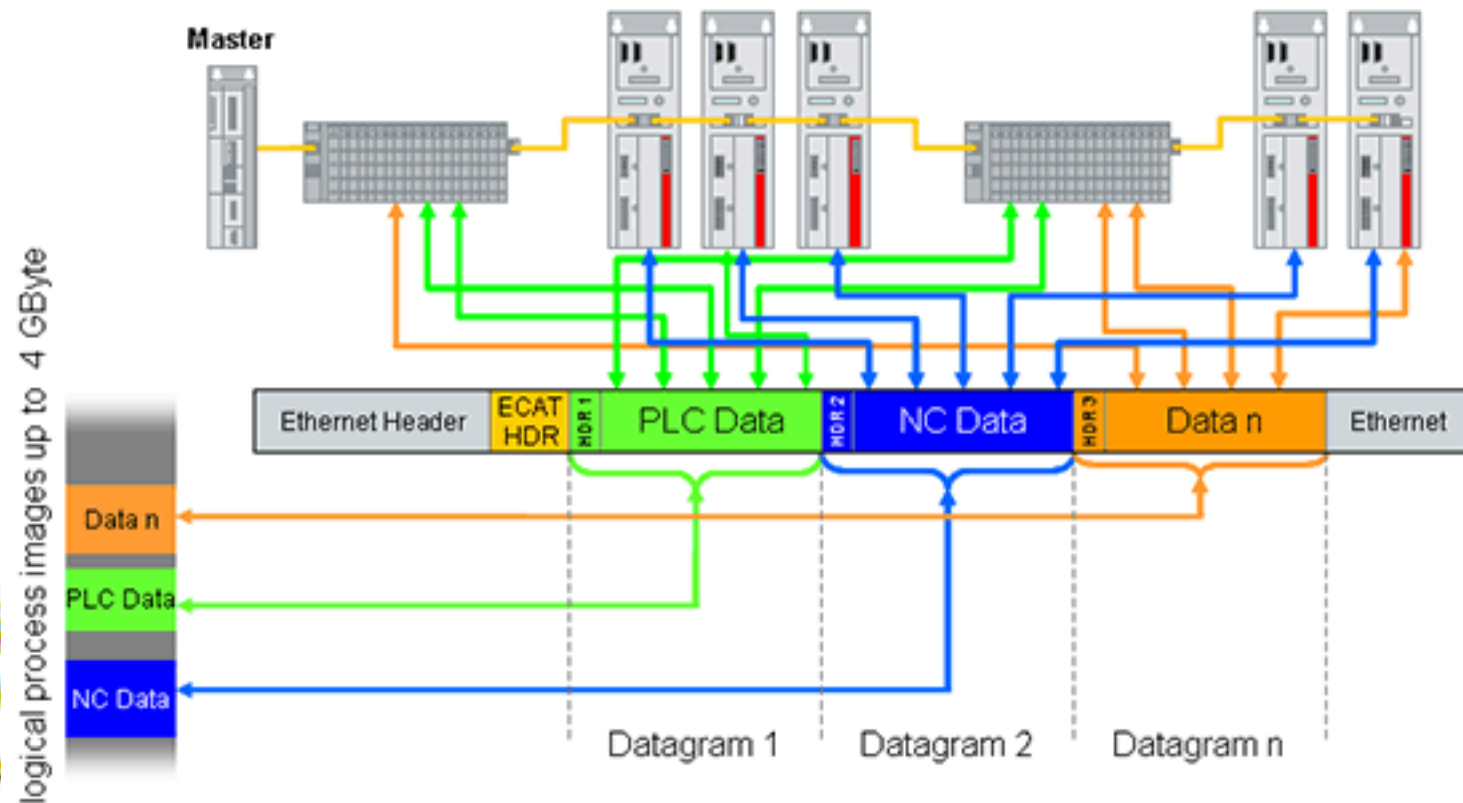 Master
logical process images up to 4 GByte
Ethernet Header
ECAT
HDR
HDR 1
PLC Data
HDR 2
NC Data
HDR 3
Data n
Ethernet
Data n
PLC Data
NC Data
Datagram 1
Datagram 2
Datagram n